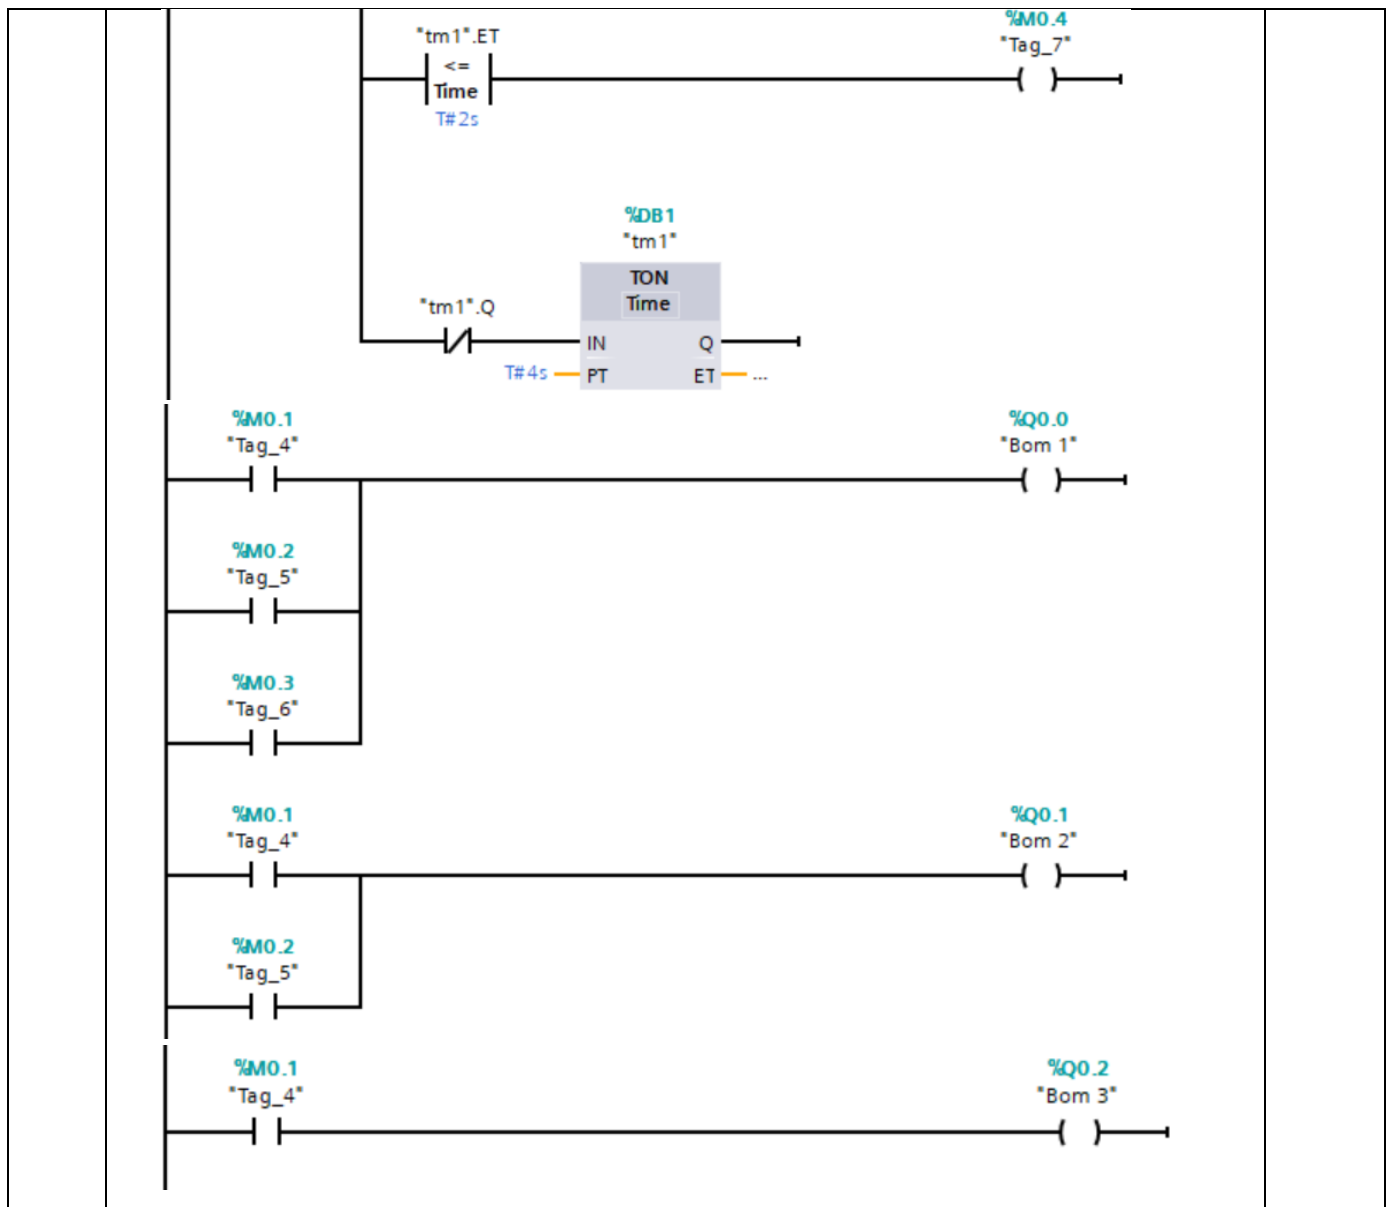 %M0.4
"tm1".ET
"Tag_7"
<=
Time
T#2s
%DB1
"tm1"
TON
Time
"tm1".Q
IN Q
T#4s PT ET ...
%M0.1 %Q0.0
"Tag_4" "Bom 1"
%M0.2
"Tag_5"
%M0.3
"Tag_6"
%M0.1 %Q0.1
"Tag_4" "Bom 2"
%M0.2
"Tag_5"
%M0.1 %Q0.2
"Tag_4" "Bom 3"